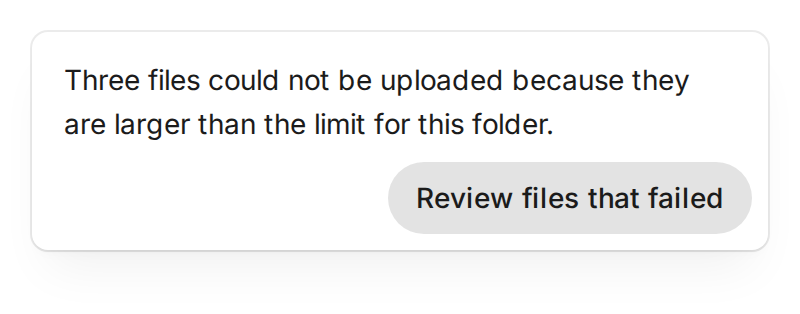 Three files could not be uploaded because they
are larger than the limit for this folder.
Review files that failed